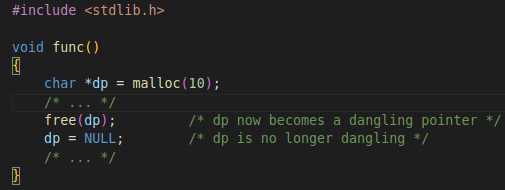 #include <stdlib.h>
void func()
{
char *dp = malloc(10);
/* ... */
free(dp); /* dp now becomes a dangling pointer */
dp = NULL; /* dp is no longer dangling */
/* ... */
}